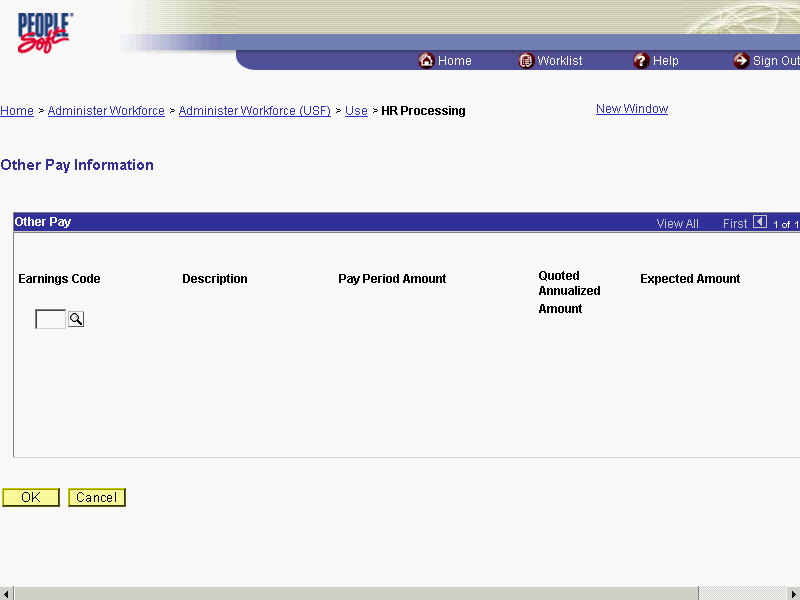 PEOPLE
Soft
Home
Worklist
Help
Sign Out
Home > Administer Workforce > Administer Workforce (USF) > Use > HR Processing
New Window
Other Pay Information
Other Pay
View All
First
1 of 1
Earnings Code
Description
Pay Period Amount
Quoted
Annualized
Amount
Expected Amount
OK
Cancel